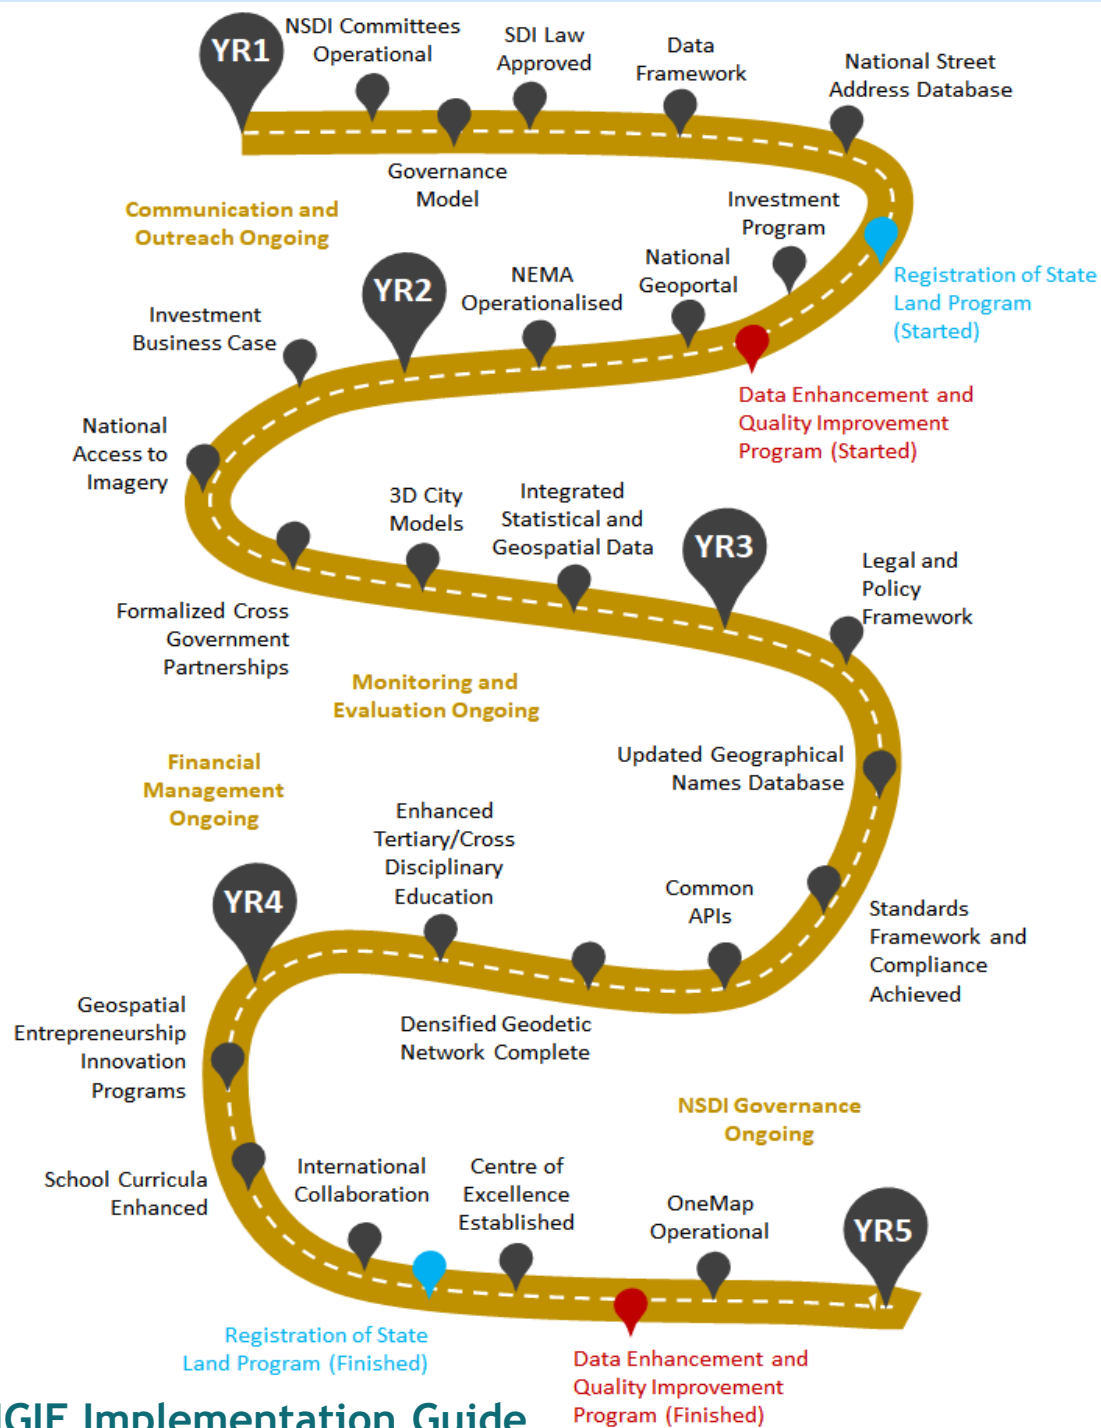 YR1
NSDI Committees
Operational
SDI Law
Approved
Data
Framework
National Street
Address Database
Governance
Model
Communication and
Outreach Ongoing
Investment
Program
Registration of State
Land Program
(Started)
National
Geoportal
NEMA
Operationalised
YR2
Investment
Business Case
Data Enhancement and
Quality Improvement
Program (Started)
National
Access to
Imagery
3D City
Models
Integrated
Statistical and
Geospatial Data
YR3
Legal and
Policy
Framework
Formalized Cross
Government
Partnerships
Monitoring and
Evaluation Ongoing
Financial
Management
Ongoing
Updated Geographical
Names Database
Enhanced
Tertiary/Cross
Disciplinary
Education
Common
APIs
Standards
Framework and
Compliance
Achieved
YR4
Densified Geodetic
Network Complete
Geospatial
Entrepreneurship
Innovation
Programs
NSDI Governance
Ongoing
School Curricula
Enhanced
International
Collaboration
Centre of
Excellence
Established
OneMap
Operational
YR5
Registration of State
Land Program (Finished)
Data Enhancement and
Quality Improvement
Program (Finished)
Implementation Guide